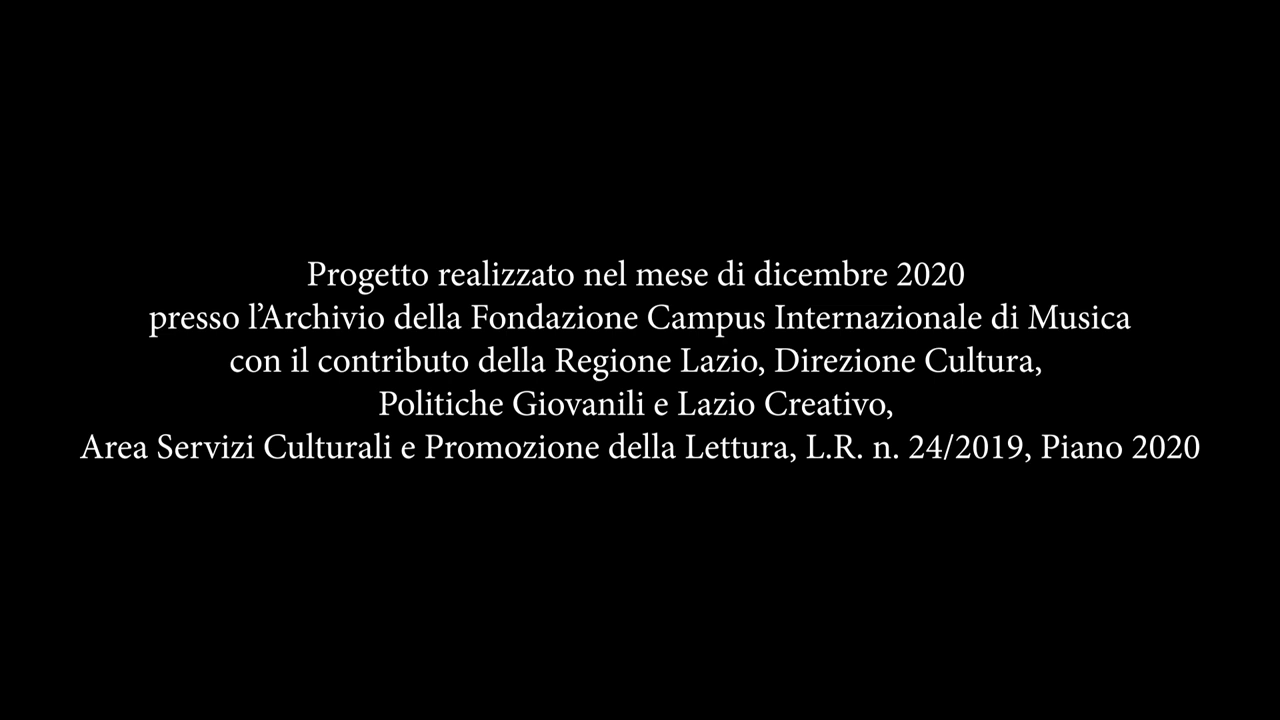 Progetto realizzato nel mese di dicembre 2020
presso l’Archivio della Fondazione Campus Internazionale di Musica
con il contributo della Regione Lazio, Direzione Cultura,
Politiche Giovanili e Lazio Creativo,
Area Servizi Culturali e Promozione della Lettura, L.R. n. 24/2019, Piano 2020